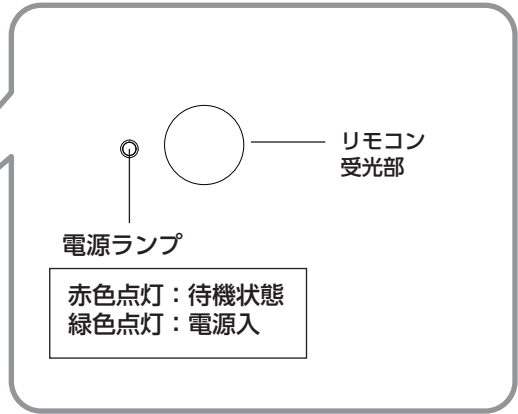 リモコン
受光部
電源ランプ
赤色点灯：待機状態
緑色点灯：電源入